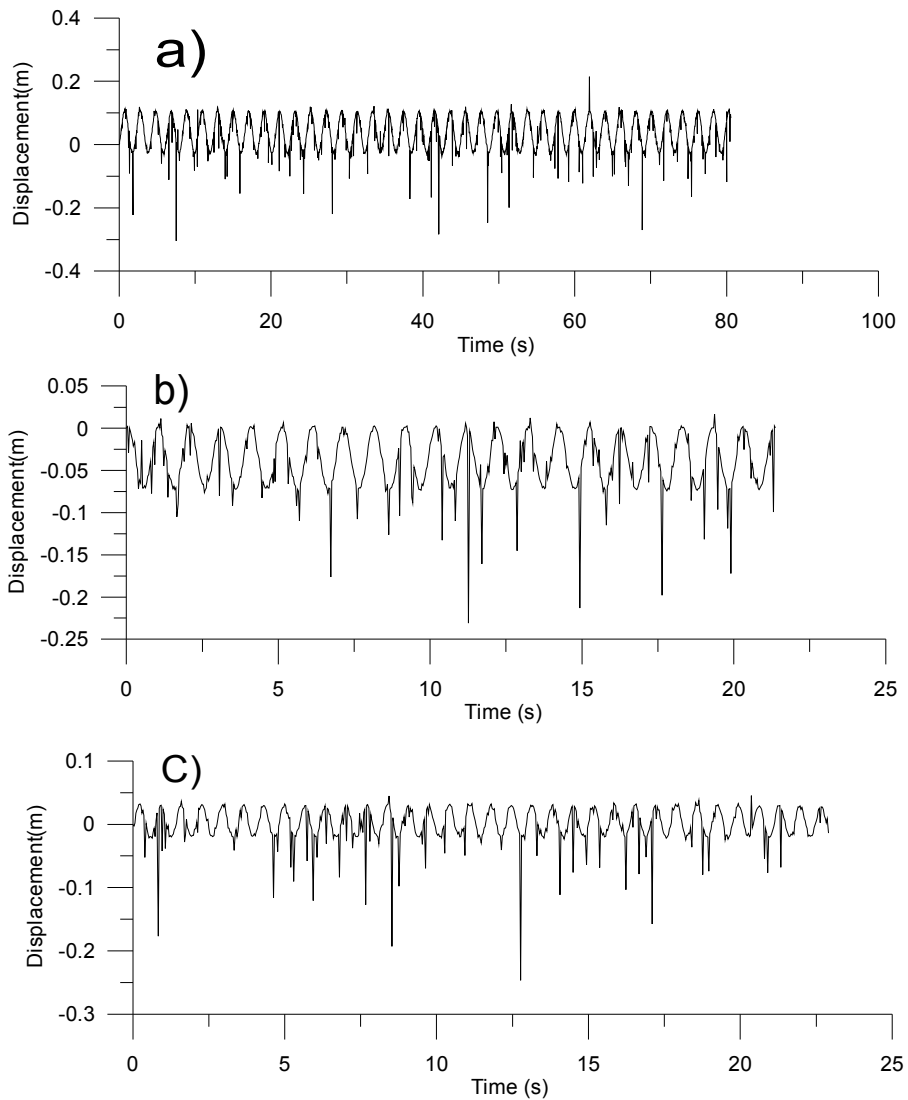 a)
Displacement(m)
0.4
0.2
0
-0.2
-0.4
0 20 40 60 80 100
Time (s)
b)
Displacement(m)
0.05
0
-0.05
-0.1
-0.15
-0.2
-0.25
0 5 10 15 20 25
Time (s)
C)
Displacement(m)
0.1
0
-0.1
-0.2
-0.3
0 5 10 15 20 25
Time (s)